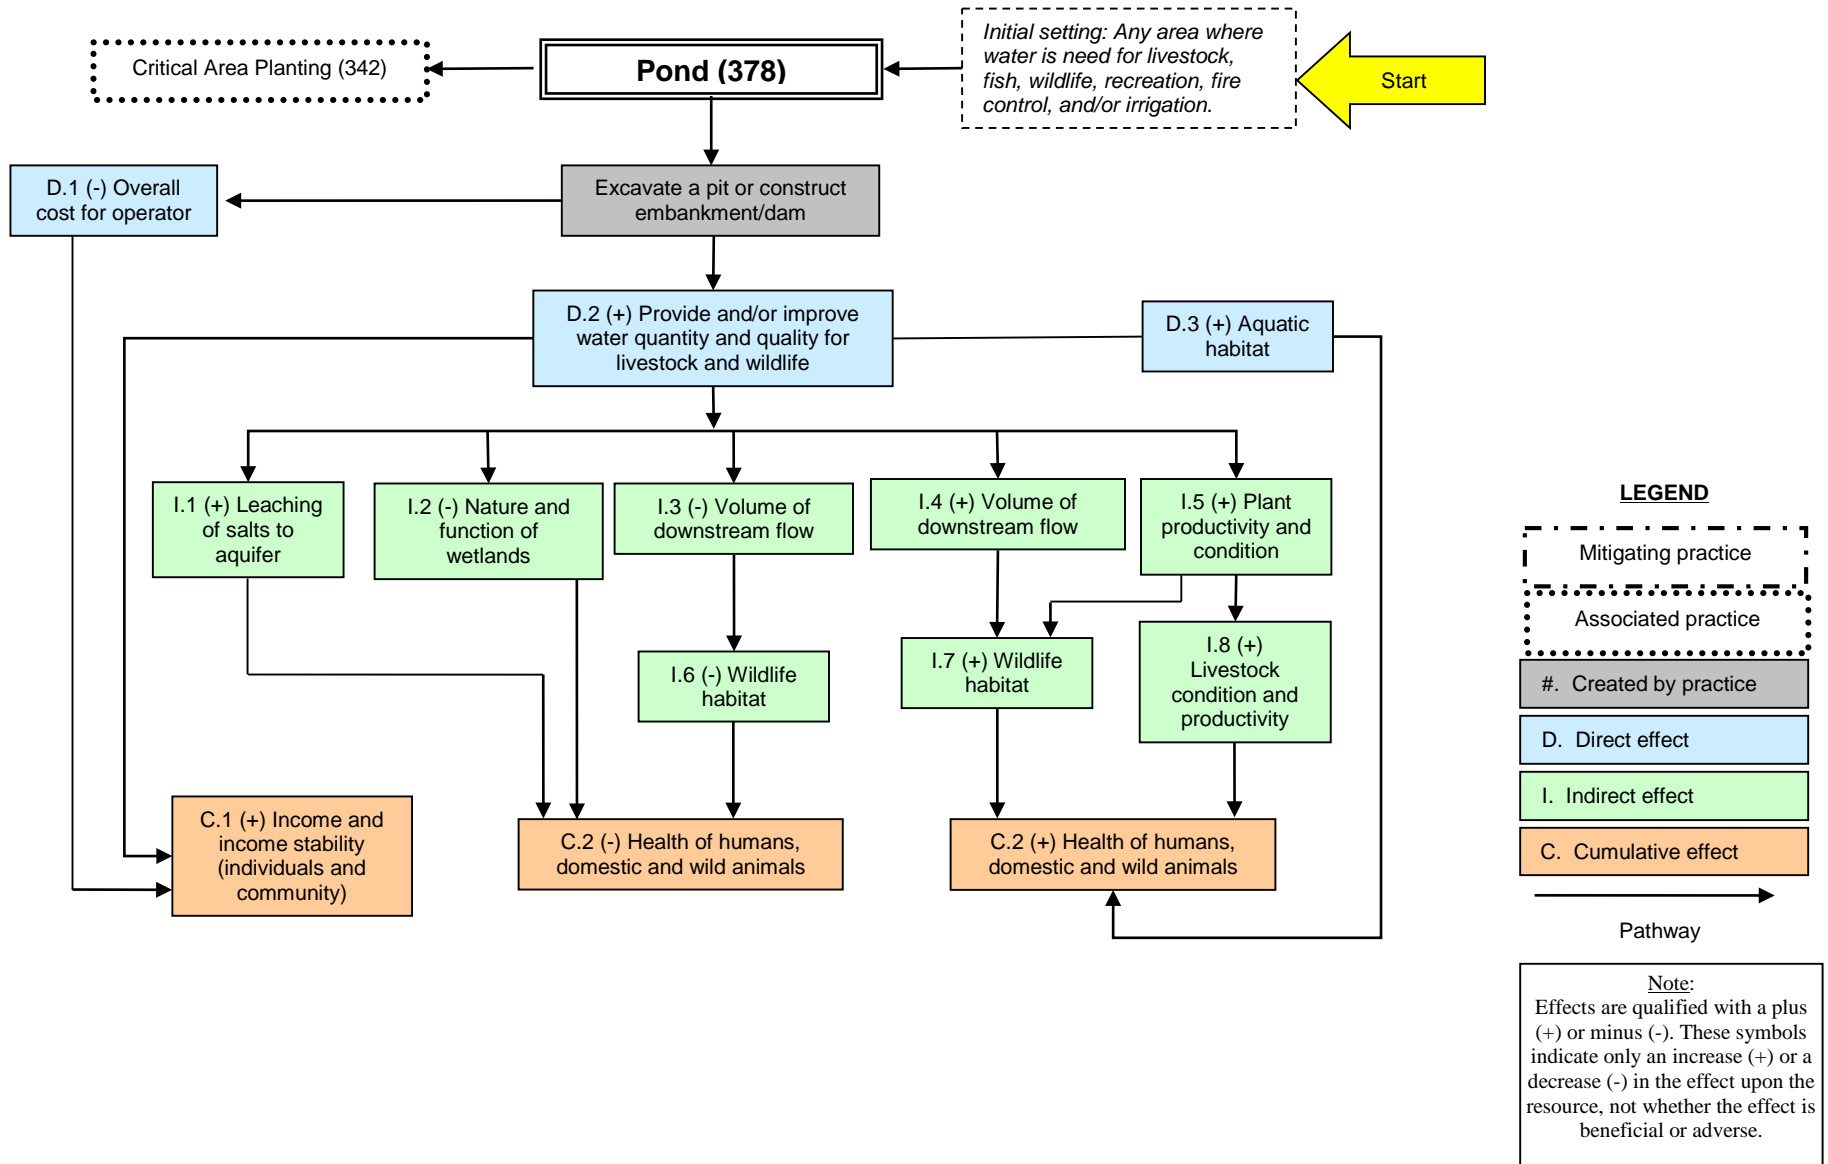 Initial setting: Any area where
water is need for livestock,
fish, wildlife, recreation, fire
control, and/or irrigation.
Start
Pond (378)
Critical Area Planting (342)
Excavate a pit or construct
embankment/dam
D.1 (-) Overall
cost for operator
D.2 (+) Provide and/or improve
water quantity and quality for
livestock and wildlife
D.3 (+) Aquatic
habitat
I.1 (+) Leaching
of salts to
aquifer
I.2 (-) Nature and
function of
wetlands
I.3 (-) Volume of
downstream flow
I.4 (+) Volume of
downstream flow
I.5 (+) Plant
productivity and
condition
I.6 (-) Wildlife
habitat
I.7 (+) Wildlife
habitat
I.8 (+)
Livestock
condition and
productivity
C.1 (+) Income and
income stability
(individuals and
community)
C.2 (-) Health of humans,
domestic and wild animals
C.2 (+) Health of humans,
domestic and wild animals
LEGEND
Mitigating practice
Associated practice
#. Created by practice
D. Direct effect
I. Indirect effect
C. Cumulative effect
Pathway
Note:
Effects are qualified with a plus
(+) or minus (-). These symbols
indicate only an increase (+) or a
decrease (-) in the effect upon the
resource, not whether the effect is
beneficial or adverse.